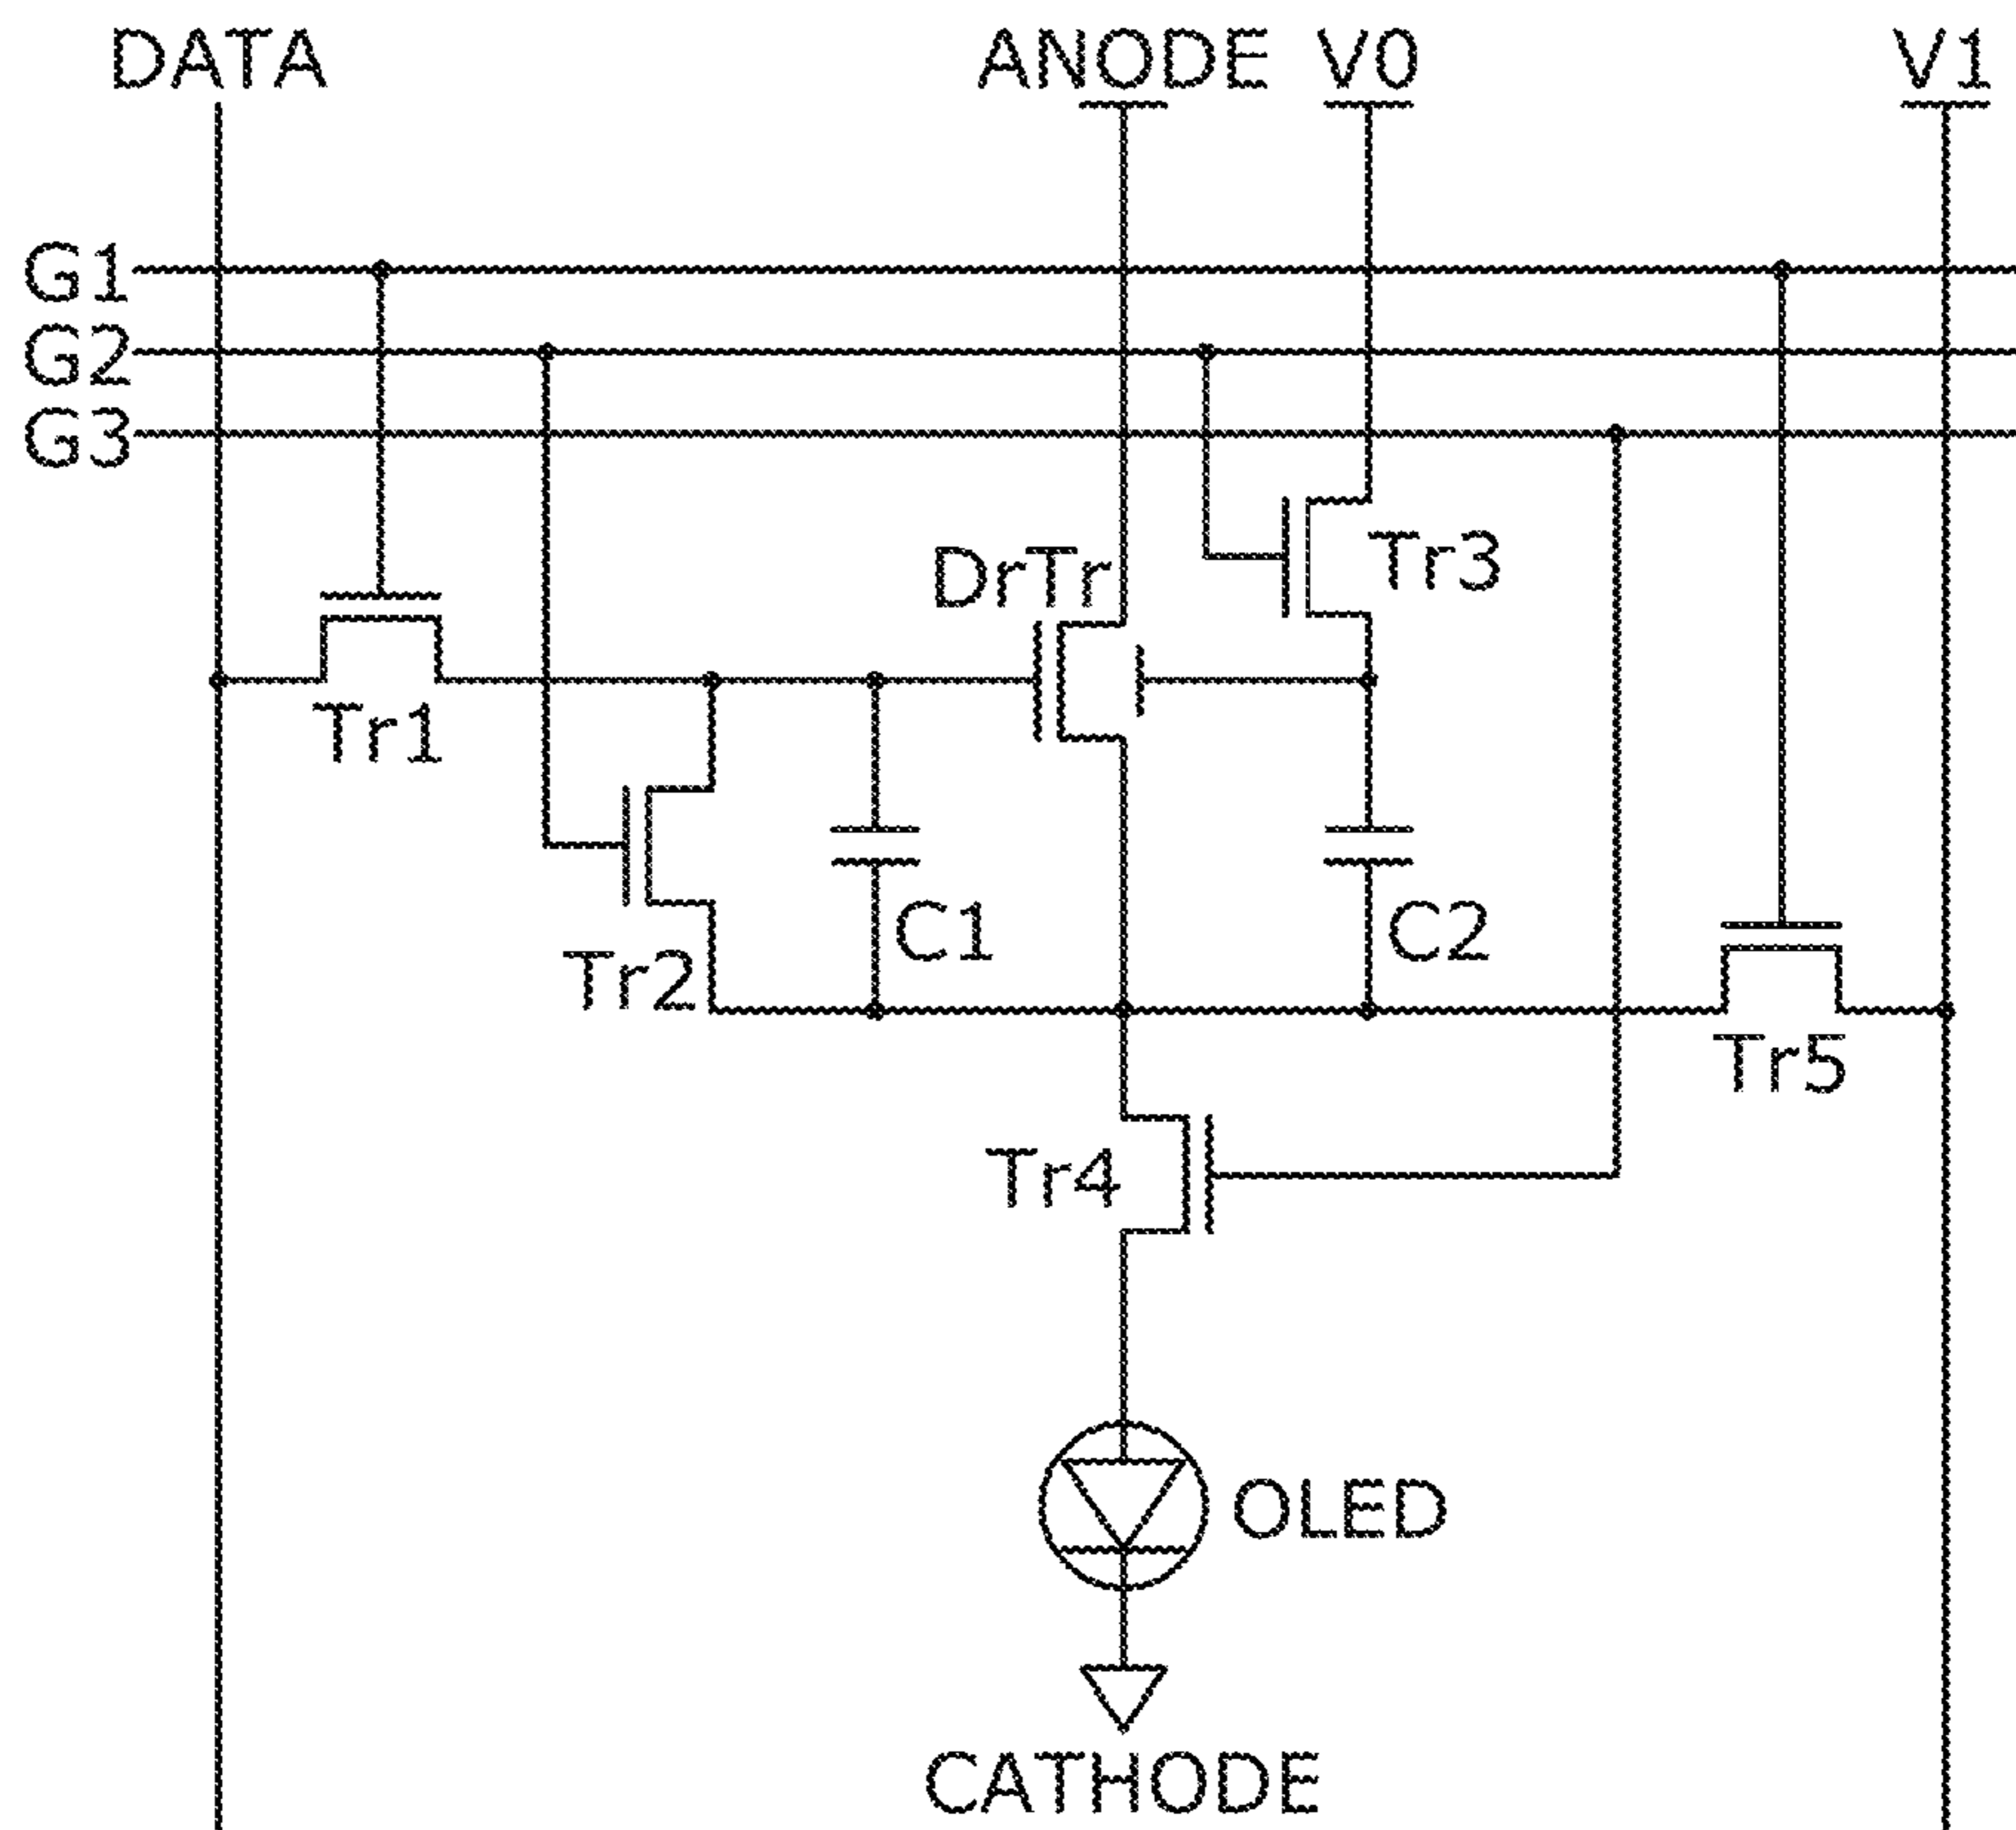 DATA
ANODE
V0
V1
G1
G2
G3
DrTr
Tr3
Tr1
C1
C2
Tr2
Tr5
Tr4
OLED
CATHODE